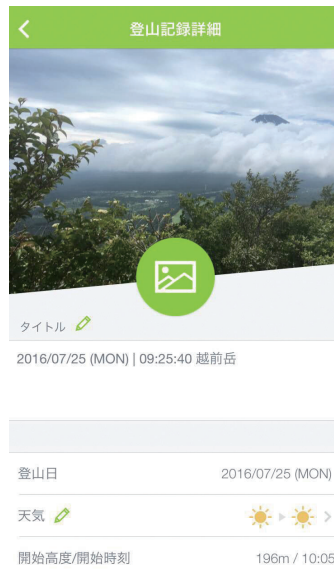 登山記録詳細
タイトル
2016/07/25 (MON) | 09:25:40 越前岳
登山日 2016/07/25 (MON)
天気
開始高度/開始時刻 196m / 10:05